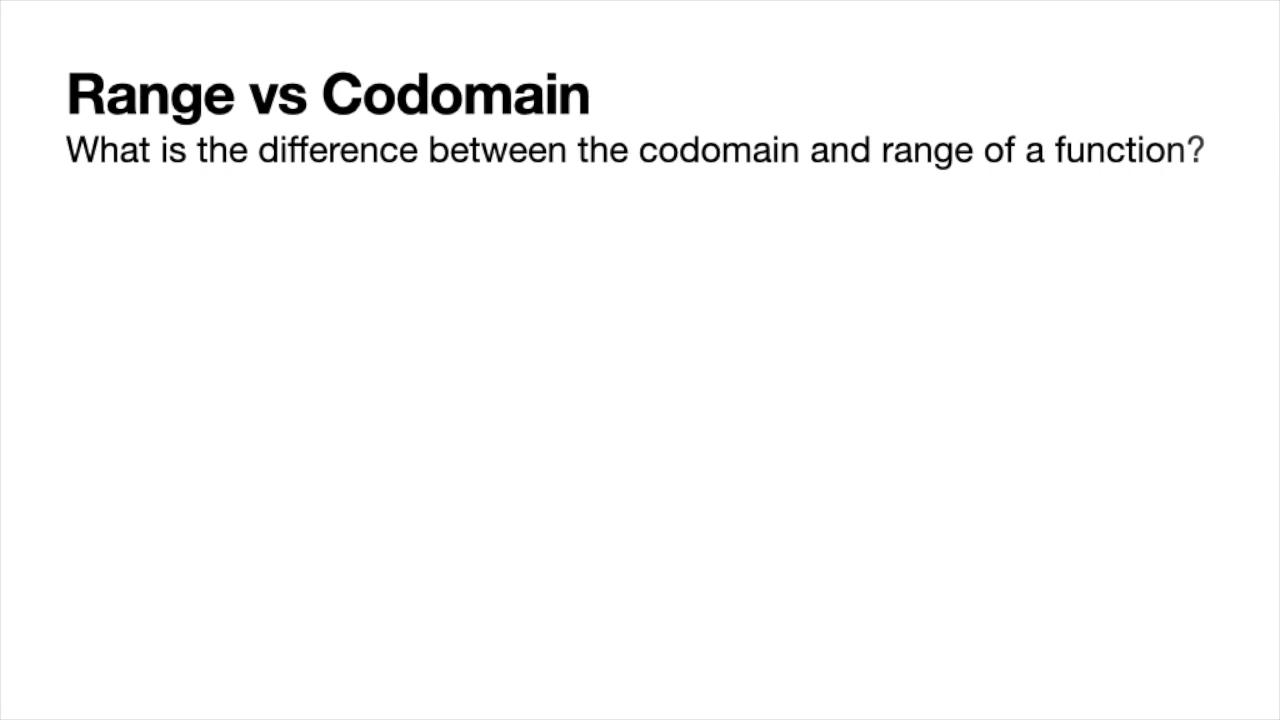 Range vs Codomain
What is the difference between the codomain and range of a function?